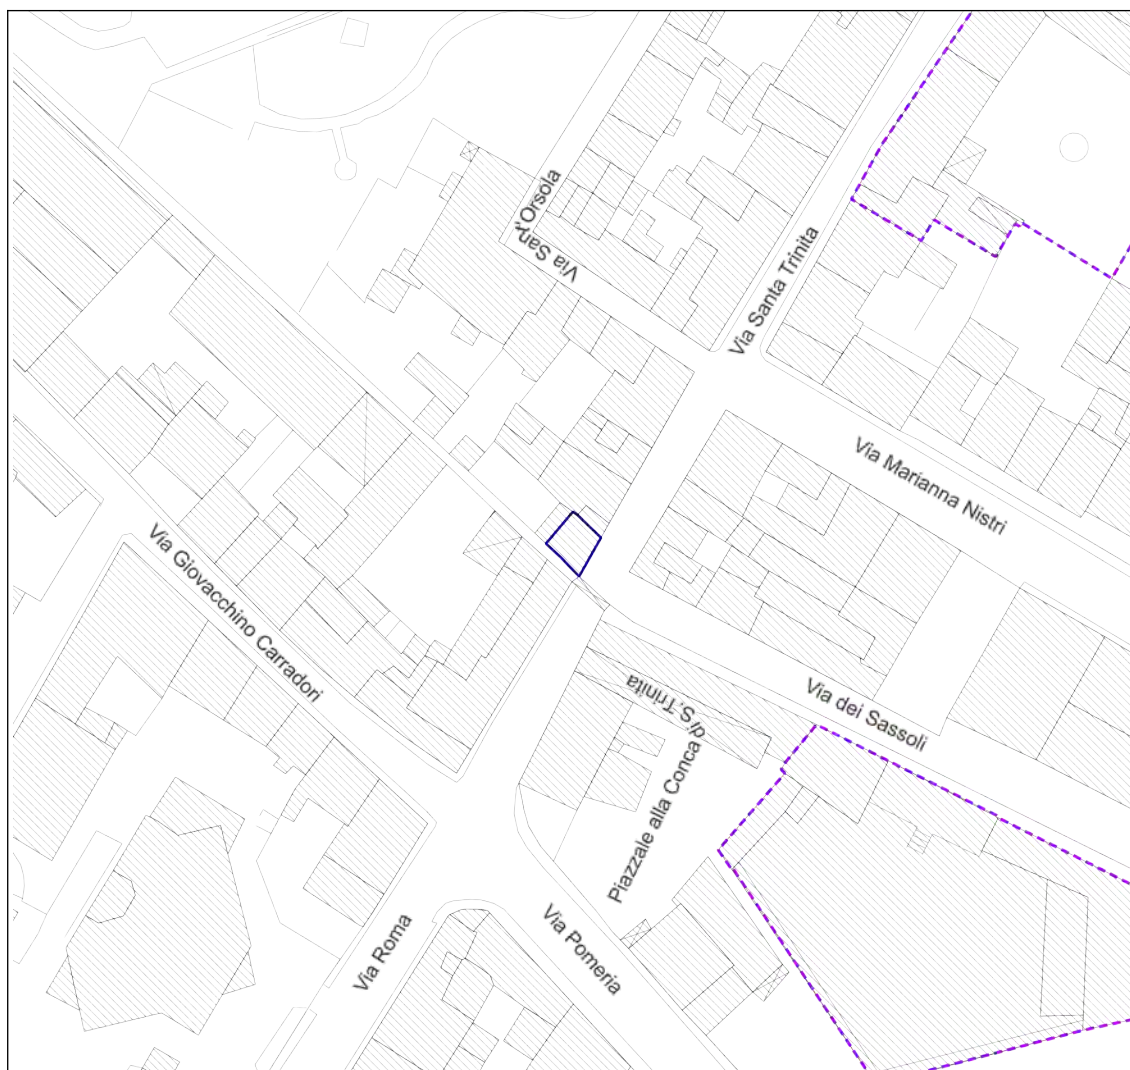 Via Sant'Orsola
Via Santa Trinita
Via Marianna Nistri
Via Giovacchino Carradori
di S.Trinita
Via dei Sassoli
Piazzale alla Conca
Via Roma
Via Pomeria